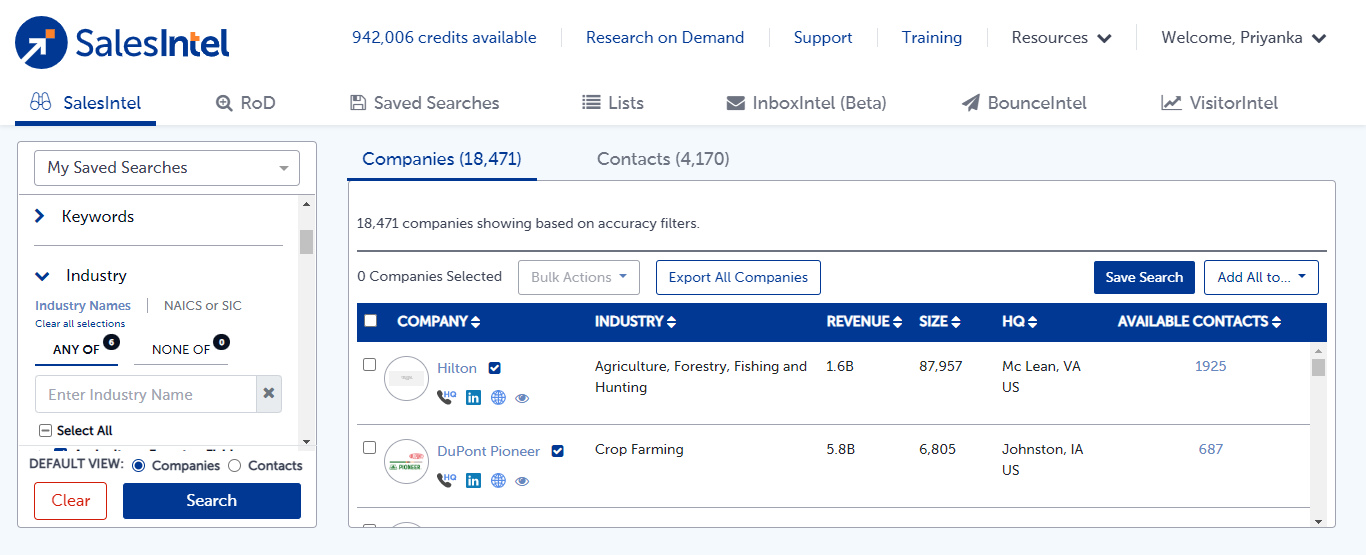 SalesIntel
942,006 credits available
Research on Demand
Support
Training
Resources
Welcome, Priyanka
SalesIntel
RoD
Saved Searches
Lists
InboxIntel (Beta)
BounceIntel
VisitorIntel
My Saved Searches
Keywords
Industry
Industry Names
NAICS or SIC
Clear all selections
ANY OF 6
NONE OF 0
Enter Industry Name
Select All
DEFAULT VIEW: Companies Contacts
Clear
Search
Companies (18,471)
Contacts (4,170)
18,471 companies showing based on accuracy filters.
0 Companies Selected
Bulk Actions
Export All Companies
Save Search
Add All to...
COMPANY INDUSTRY REVENUE SIZE HQ AVAILABLE CONTACTS
Hilton
HQ
Agriculture, Forestry, Fishing and
Hunting
1.6B
87,957
Mc Lean, VA
US
1925
PIONEER
DuPont Pioneer
HQ
Crop Farming
5.8B
6,805
Johnston, IA
US
687